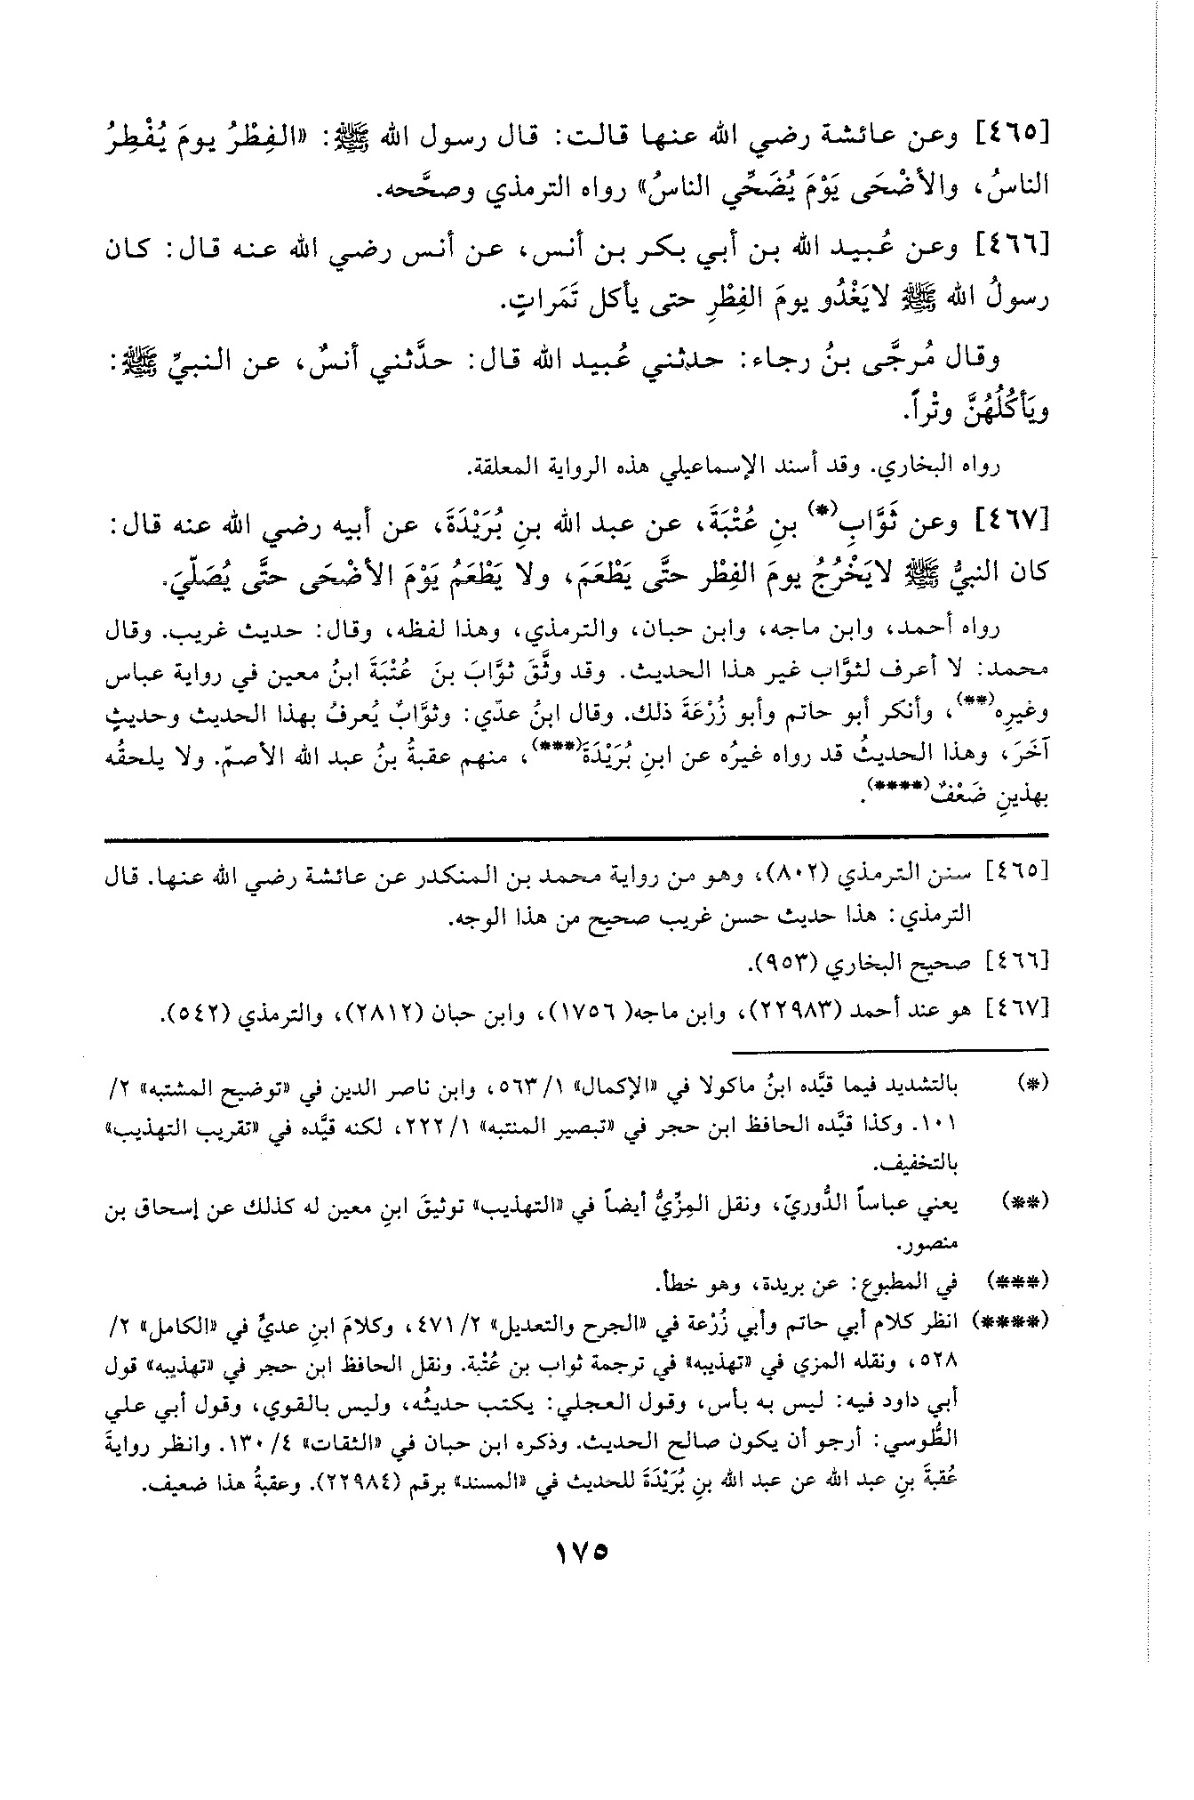 [٤٦٥] وعن عائشة رضي الله عنها قالت: قال رسول الله ﷺ: «الفِطْرُ يومَ يُفْطِرُ
الناسُ، والأضْحَى يَوْمَ يُضَحِّي الناسُ» رواه الترمذي وصحَّحه.
[٤٦٦] وعن عُبيد الله بن أبي بكر بن أنس، عن أنس رضي الله عنه قال: كان
رسولُ الله ﷺ لايَغْدُو يومَ الفِطْرِ حتى يأكل تَمَراتٍ.
وقال مُرجَّى بنُ رجاء: حدثني عُبيد الله قال: حدَّثني أنسٌ، عن النبيِّ ﷺ:
ويَأكُلُهُنَّ وتْراً.
رواه البخاري. وقد أسند الإسماعيلي هذه الرواية المعلقة.
[٤٦٧] وعن ثَوَّابِ(*) بنِ عُتْبَةَ، عن عبد الله بنِ بُرَيْدَةَ، عن أبيه رضي الله عنه قال:
كان النبيُّ ﷺ لايَخْرُجُ يومَ الفِطْر حتَّى يَطْعَمَ، ولا يَطْعَمُ يَوْمَ الأضْحَى حتَّى يُصَلّيَ.
رواه أحمد، وابن ماجه، وابن حبان، والترمذي، وهذا لفظه، وقال: حديث غريب. وقال
محمد: لا أعرف لثوَّاب غير هذا الحديث. وقد وثَّقَ ثوَّابَ بنَ عُتْبَةَ ابنُ معين في رواية عباس
وغيرِه(**)، وأنكر أبو حاتم وأبو زُرْعَةَ ذلك. وقال ابنُ عدّي: وثوَّابٌ يُعرفُ بهذا الحديث وحديثٍ
آخَرَ، وهذا الحديثُ قد رواه غيرُه عن ابنِ بُرَيْدَةَ(***)، منهم عقبةُ بنُ عبد الله الأصمّ. ولا يلحقُه
بهذينِ ضَعْفٌ(****).
[٤٦٥] سنن الترمذي (٨٠٢)، وهو من رواية محمد بن المنكدر عن عائشة رضي الله عنها. قال
الترمذي: هذا حديث حسن غريب صحيح من هذا الوجه.
[٤٦٦] صحيح البخاري (٩٥٣).
[٤٦٧] هو عند أحمد (٢٢٩٨٣)، وابن ماجه( ١٧٥٦)، وابن حبان (٢٨١٢)، والترمذي (٥٤٢).
(*) بالتشديد فيما قيَّده ابنُ ماكولا في «الإكمال» ١/ ٥٦٣، وابن ناصر الدين في «توضيح المشتبه» ٢/
١٠١. وكذا قيَّده الحافظ ابن حجر في «تبصير المنتبه» ١/ ٢٢٢، لكنه قيَّده في «تقريب التهذيب»
بالتخفيف.
(**) يعني عباساً الدُّوريّ، ونقل المِزِّيُّ أيضاً في «التهذيب» توثيقَ ابنِ معين له كذلك عن إسحاق بن
منصور.
(***) في المطبوع: عن بريدة، وهو خطأ.
(****) انظر كلام أبي حاتم وأبي زُرْعة في «الجرح والتعديل» ٢/ ٤٧١، وكلامَ ابنِ عديٍّ في «الكامل» ٢/
٥٢٨، ونقله المزي في «تهذيبه» في ترجمة ثواب بن عُتْبة. ونقل الحافظ ابن حجر في «تهذيبه» قول
أبي داود فيه: ليس به بأس، وقول العجلي: يكتب حديثُه، وليس بالقوي، وقول أبي علي
الطُّوسي: أرجو أن يكون صالح الحديث. وذكره ابن حبان في «الثقات» ٤/ ١٣٠. وانظر روايةَ
عُقبةَ بنِ عبد الله عن عبد الله بنِ بُرَيْدَةَ للحديث في «المسند» برقم (٢٢٩٨٤). وعقبةُ هذا ضعيف.
١٧٥